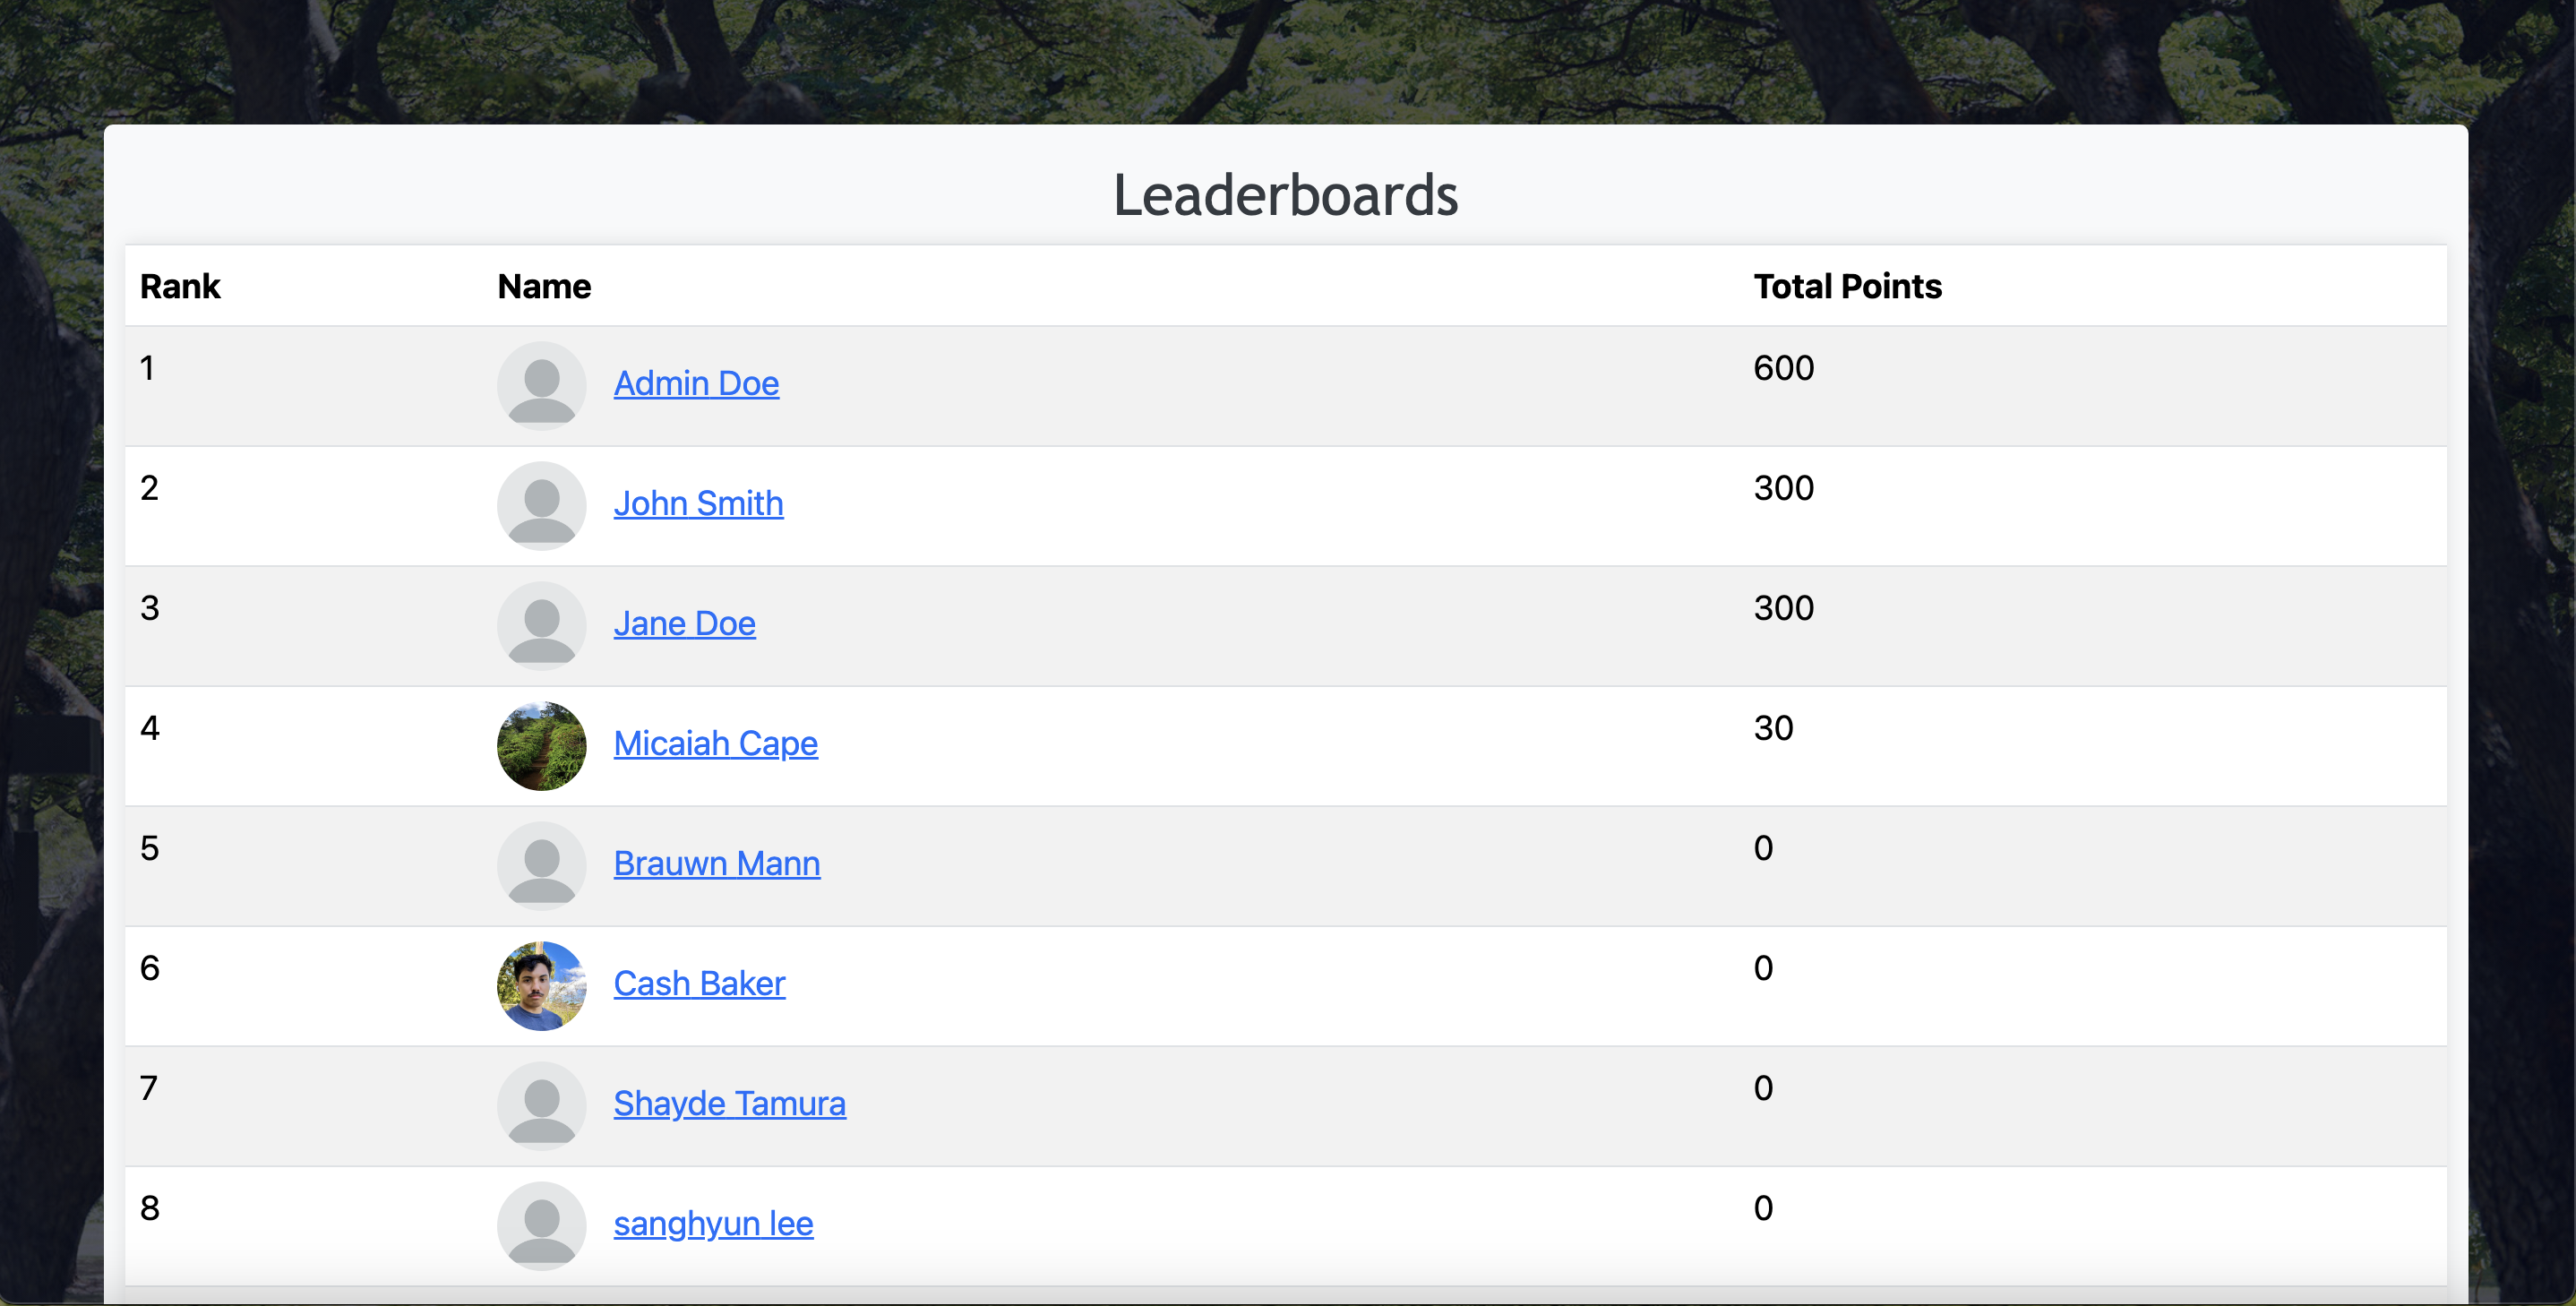 Leaderboards
Rank Name Total Points
1 Admin Doe 600
2 John Smith 300
3 Jane Doe 300
4 Micaiah Cape 30
5 Brauwn Mann 0
6 Cash Baker 0
7 Shayde Tamura 0
8 sanghyun lee 0